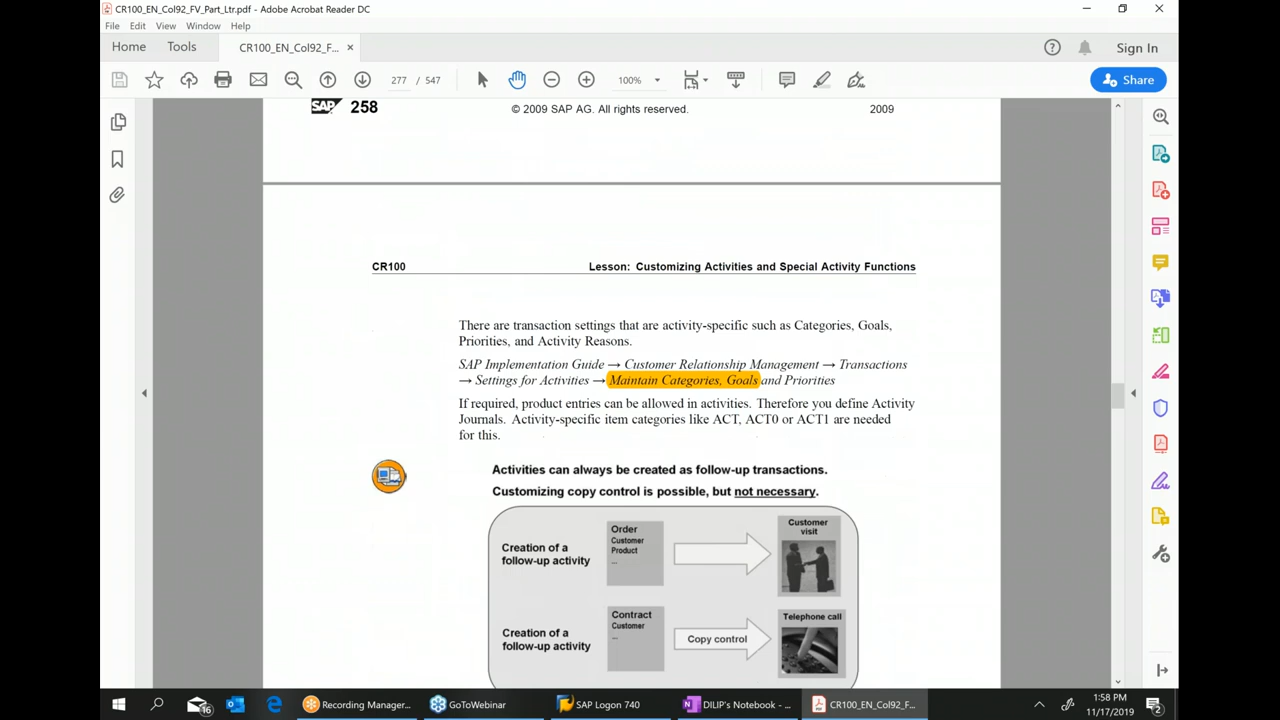 CR100_EN_Col92_FV_Part_Ltr.pdf - Adobe Acrobat Reader DC
File Edit View Window Help
Home Tools CR100_EN_Col92_F... × Sign In
277 / 547 100% Share
SAP 258 © 2009 SAP AG. All rights reserved. 2009
CR100 Lesson: Customizing Activities and Special Activity Functions
There are transaction settings that are activity-specific such as Categories, Goals,
Priorities, and Activity Reasons.
SAP Implementation Guide → Customer Relationship Management → Transactions
→ Settings for Activities → Maintain Categories, Goals and Priorities
If required, product entries can be allowed in activities. Therefore you define Activity
Journals. Activity-specific item categories like ACT, ACT0 or ACT1 are needed
for this.
Activities can always be created as follow-up transactions.
Customizing copy control is possible, but not necessary.
Creation of a
follow-up activity
Order
Customer
Product
...
Customer
visit
Creation of a
follow-up activity
Contract
Customer
...
Copy control
Telephone call
16 Recording Manager... GoToWebinar SAP Logon 740 DILIP's Notebook - ... CR100_EN_Col92_F... 1:58 PM
11/17/2019 2